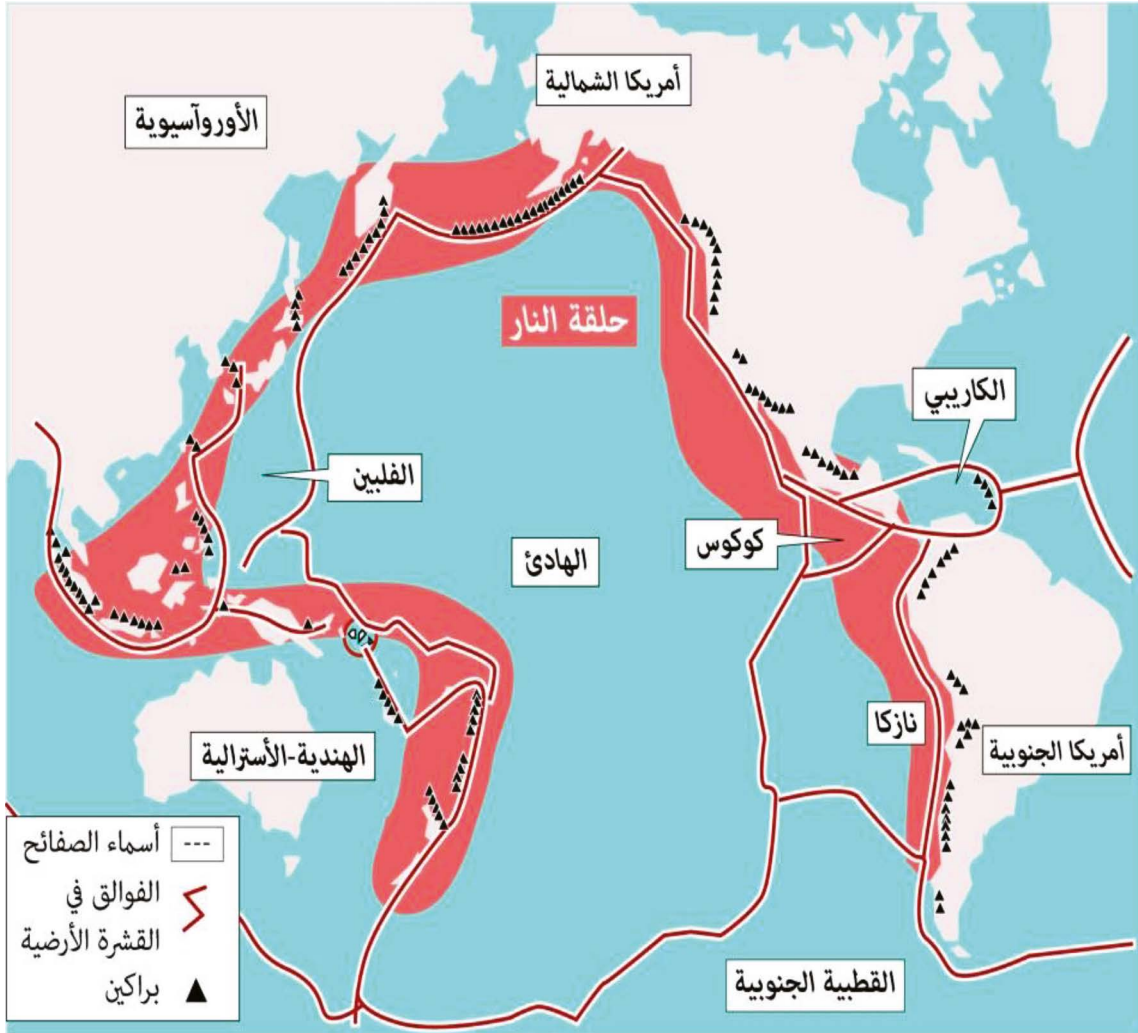 أمريكا الشمالية
الأوروآسيوية
حلقة النار
الكاريبي
الفلبين
كوكوس
الهادئ
نازكا
أمريكا الجنوبية
الهندية-الأسترالية
أسماء الصفائح
الفوالق في
القشرة الأرضية
براكين
القطبية الجنوبية